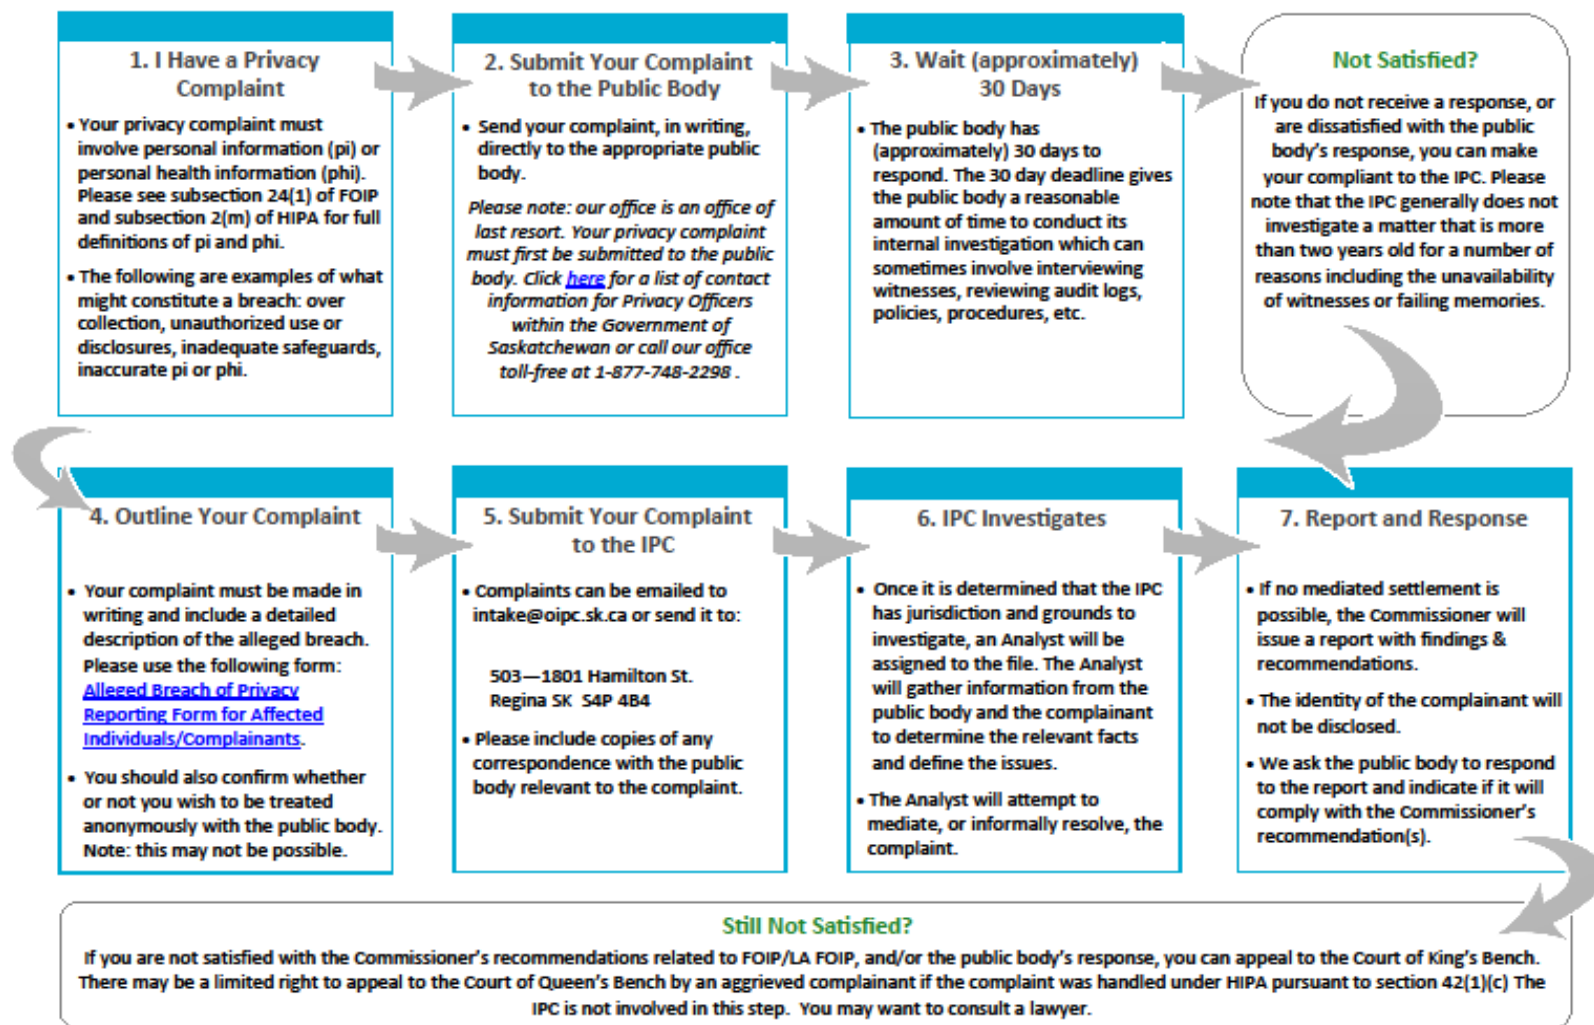 1. I Have a Privacy
Complaint
• Your privacy complaint must
involve personal information (pi) or
personal health information (phi).
Please see subsection 24(1) of FOIP
and subsection 2(m) of HIPA for full
definitions of pi and phi.
• The following are examples of what
might constitute a breach: over
collection, unauthorized use or
disclosures, inadequate safeguards,
inaccurate pi or phi.
2. Submit Your Complaint
to the Public Body
• Send your complaint, in writing,
directly to the appropriate public
body.
Please note: our office is an office of
last resort. Your privacy complaint
must first be submitted to the public
body. Click here for a list of contact
information for Privacy Officers
within the Government of
Saskatchewan or call our office
toll-free at 1-877-748-2298 .
3. Wait (approximately)
30 Days
• The public body has
(approximately) 30 days to
respond. The 30 day deadline gives
the public body a reasonable
amount of time to conduct its
internal investigation which can
sometimes involve interviewing
witnesses, reviewing audit logs,
policies, procedures, etc.
Not Satisfied?
If you do not receive a response, or
are dissatisfied with the public
body's response, you can make
your compliant to the IPC. Please
note that the IPC generally does not
investigate a matter that is more
than two years old for a number of
reasons including the unavailability
of witnesses or failing memories.
4. Outline Your Complaint
• Your complaint must be made in
writing and include a detailed
description of the alleged breach.
Please use the following form:
Alleged Breach of Privacy
Reporting Form for Affected
Individuals/Complainants.
• You should also confirm whether
or not you wish to be treated
anonymously with the public body.
Note: this may not be possible.
5. Submit Your Complaint
to the IPC
• Complaints can be emailed to
intake@oipc.sk.ca or send it to:
503—1801 Hamilton St.
Regina SK  S4P 4B4
• Please include copies of any
correspondence with the public
body relevant to the complaint.
6. IPC Investigates
• Once it is determined that the IPC
has jurisdiction and grounds to
investigate, an Analyst will be
assigned to the file. The Analyst
will gather information from the
public body and the complainant
to determine the relevant facts
and define the issues.
• The Analyst will attempt to
mediate, or informally resolve, the
complaint.
7. Report and Response
• If no mediated settlement is
possible, the Commissioner will
issue a report with findings &
recommendations.
• The identity of the complainant will
not be disclosed.
• We ask the public body to respond
to the report and indicate if it will
comply with the Commissioner's
recommendation(s).
Still Not Satisfied?
If you are not satisfied with the Commissioner's recommendations related to FOIP/LA FOIP, and/or the public body's response, you can appeal to the Court of King's Bench.
There may be a limited right to appeal to the Court of Queen's Bench by an aggrieved complainant if the complaint was handled under HIPA pursuant to section 42(1)(c) The
IPC is not involved in this step.  You may want to consult a lawyer.